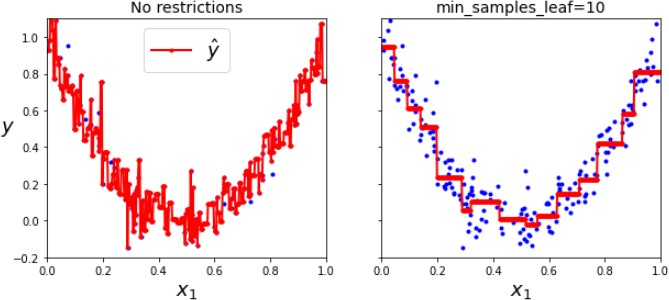 No restrictions
min_samples_leaf=10
ŷ
y
1.0
0.8
0.6
0.4
0.2
0.0
−0.2
0.0 0.2 0.4 0.6 0.8 1.0
0.0 0.2 0.4 0.6 0.8 1.0
x₁
x₁